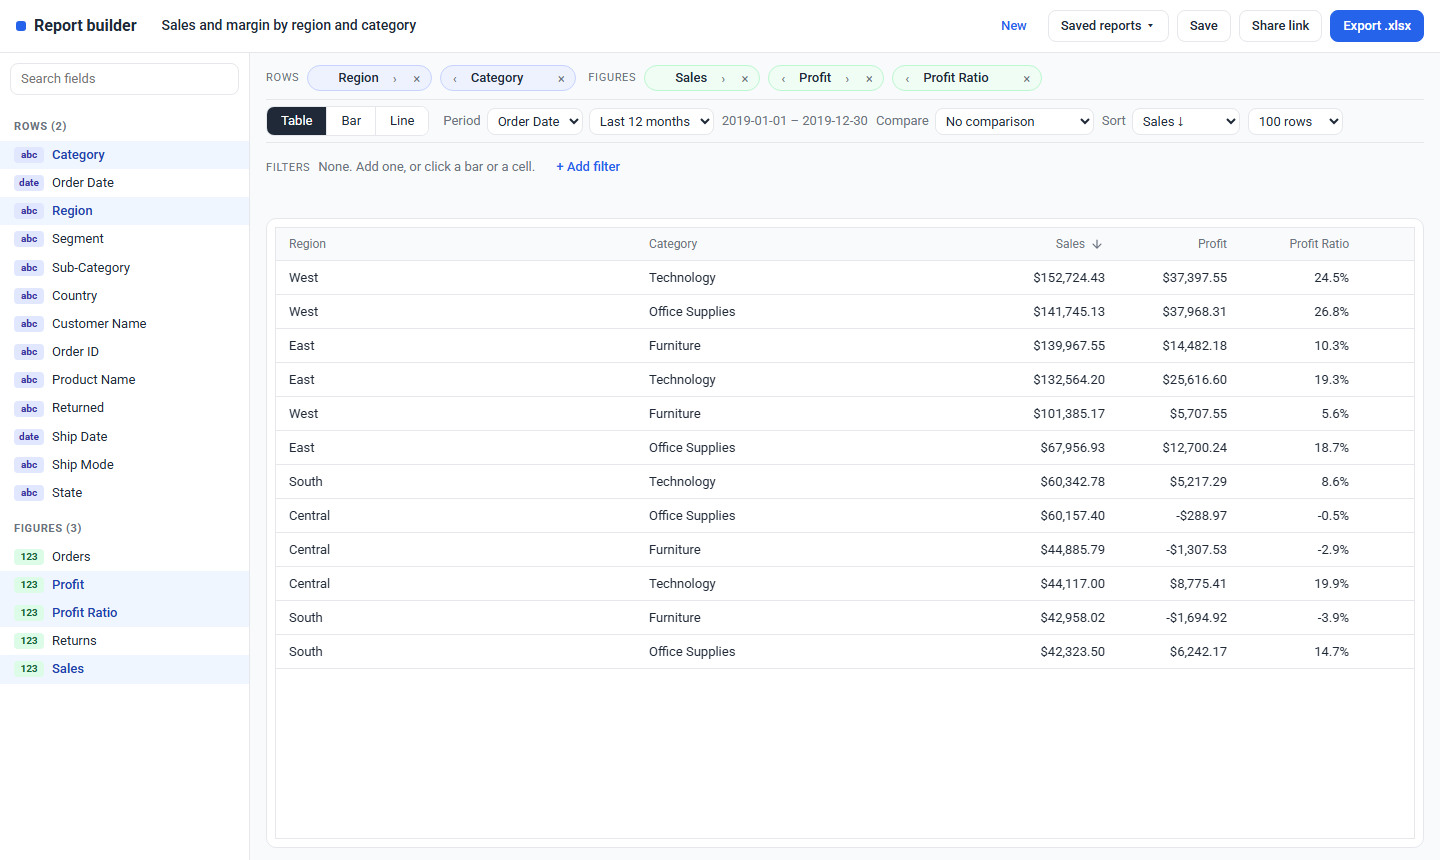 Report builder
Sales and margin by region and category
New
Saved reports
Save
Share link
Export .xlsx
Search fields
ROWS (2)
abc Category
date Order Date
abc Region
abc Segment
abc Sub-Category
abc Country
abc Customer Name
abc Order ID
abc Product Name
abc Returned
date Ship Date
abc Ship Mode
abc State
FIGURES (3)
123 Orders
123 Profit
123 Profit Ratio
123 Returns
123 Sales
ROWS Region › × ‹ Category × FIGURES Sales › × ‹ Profit › × ‹ Profit Ratio ×
Table Bar Line Period Order Date Last 12 months 2019-01-01 – 2019-12-30 Compare No comparison Sort Sales ↓ 100 rows
FILTERS None. Add one, or click a bar or a cell. + Add filter
Region Category Sales ↓ Profit Profit Ratio
West Technology $152,724.43 $37,397.55 24.5%
West Office Supplies $141,745.13 $37,968.31 26.8%
East Furniture $139,967.55 $14,482.18 10.3%
East Technology $132,564.20 $25,616.60 19.3%
West Furniture $101,385.17 $5,707.55 5.6%
East Office Supplies $67,956.93 $12,700.24 18.7%
South Technology $60,342.78 $5,217.29 8.6%
Central Office Supplies $60,157.40 -$288.97 -0.5%
Central Furniture $44,885.79 -$1,307.53 -2.9%
Central Technology $44,117.00 $8,775.41 19.9%
South Furniture $42,958.02 -$1,694.92 -3.9%
South Office Supplies $42,323.50 $6,242.17 14.7%